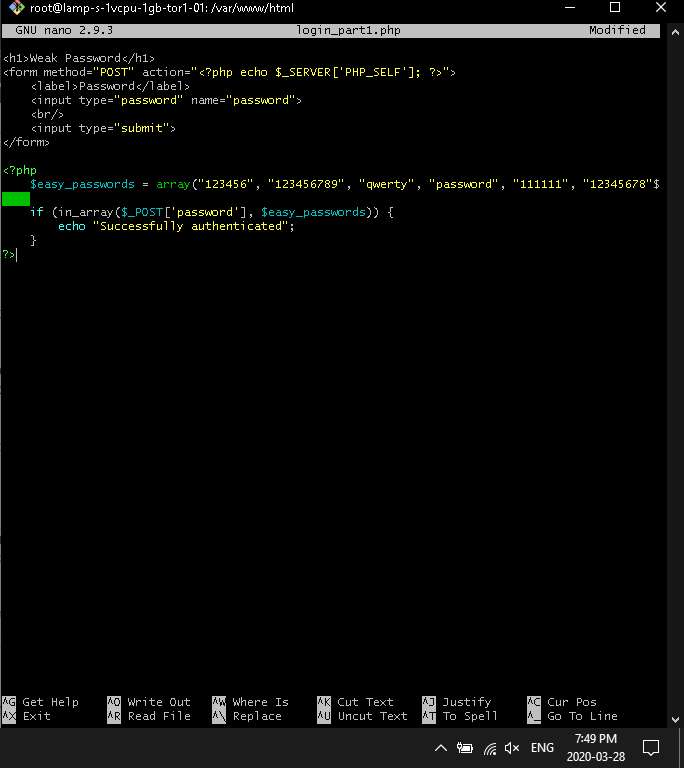 root@lamp-s-1vcpu-1gb-tor1-01: /var/www/html
GNU nano 2.9.3 login_part1.php Modified
<h1>Weak Password</h1>
<form method="POST" action="<?php echo $_SERVER['PHP_SELF']; ?>">
    <label>Password</label>
    <input type="password" name="password">
    <br/>
    <input type="submit">
</form>
<?php
    $easy_passwords = array("123456", "123456789", "qwerty", "password", "111111", "12345678"$
    if (in_array($_POST['password'], $easy_passwords)) {
        echo "Successfully authenticated";
    }
?>
^G Get Help ^O Write Out ^W Where Is ^K Cut Text ^J Justify ^C Cur Pos
^X Exit ^R Read File ^\ Replace ^U Uncut Text ^T To Spell ^_ Go To Line
ENG
7:49 PM
2020-03-28